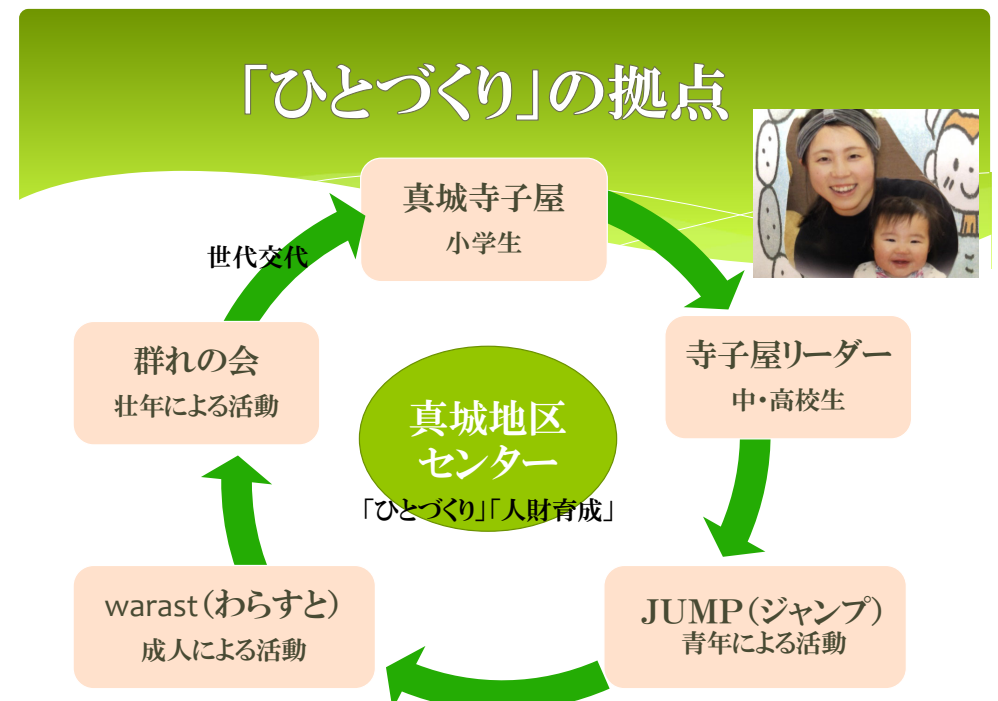 「ひとづくり」の拠点
真城寺子屋
小学生
世代交代
群れの会
壮年による活動
寺子屋リーダー
中・高校生
真城地区
センター
「ひとづくり」「人財育成」
warast（わらすと）
成人による活動
JUMP（ジャンプ）
青年による活動